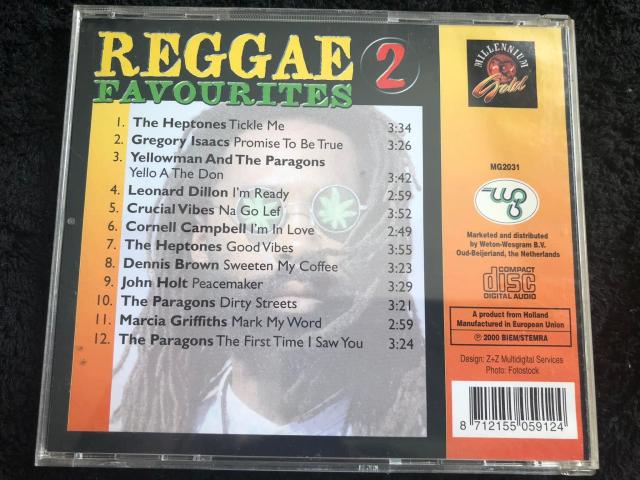 REGGAE 2
FAVOURITES
1. The Heptones Tickle Me 3:34
2. Gregory Isaacs Promise To Be True 3:26
3. Yellowman And The Paragons
Yello A The Don 3:42
4. Leonard Dillon I'm Ready 2:59
5. Crucial Vibes Na Go Lef 3:52
6. Cornell Campbell I'm In Love 2:49
7. The Heptones Good Vibes 3:55
8. Dennis Brown Sweeten My Coffee 3:23
9. John Holt Peacemaker 3:29
10. The Paragons Dirty Streets 3:21
11. Marcia Griffiths Mark My Word 2:59
12. The Paragons The First Time I Saw You 3:24
MILLENNIUM
Gold
MG2031
WG
Marketed and distributed
by Weton-Wesgram B.V.
Oud-Beijerland, the Netherlands
COMPACT
disc
DIGITAL AUDIO
A product from Holland
Manufactured in European Union
℗ 2000 BIEM/STEMRA
Design: Z+Z Multidigital Services
Photo: Fotostock
8 712155 059124